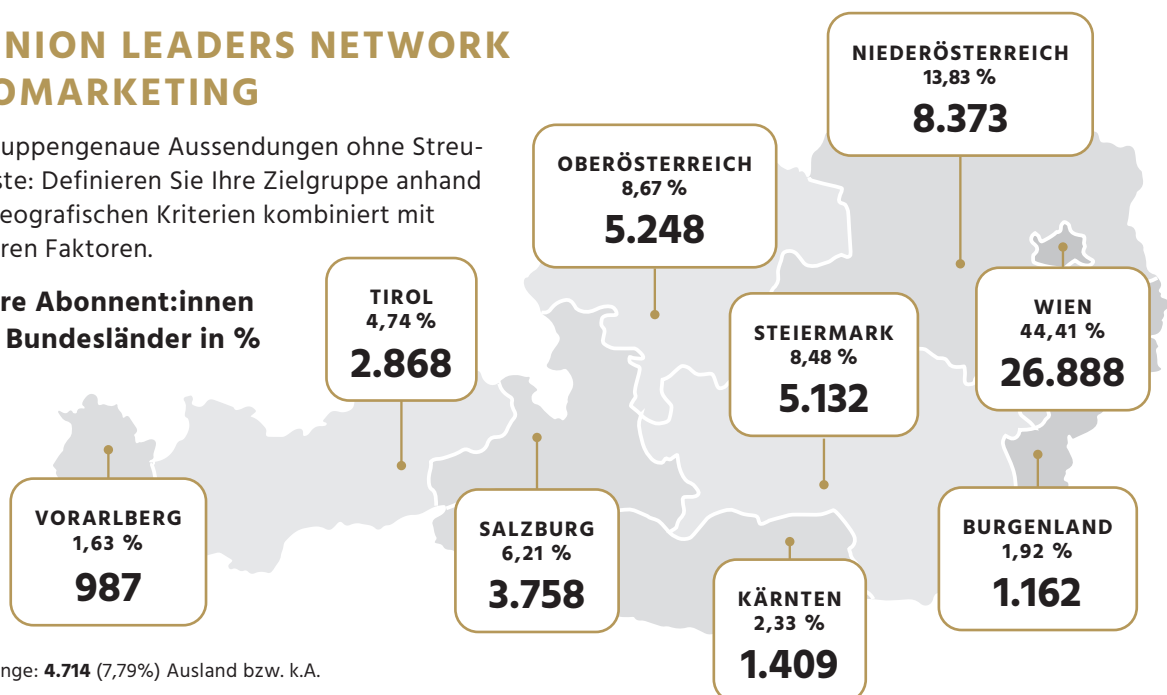 NION LEADERS NETWORK
OMARKETING
uppengenaue Aussendungen ohne Streu-
ste: Definieren Sie Ihre Zielgruppe anhand
eografischen Kriterien kombiniert mit
ren Faktoren.
re Abonnent:innen
Bundesländer in %
NIEDERÖSTERREICH
13,83 %
8.373
OBERÖSTERREICH
8,67 %
5.248
TIROL
4,74 %
2.868
STEIERMARK
8,48 %
5.132
WIEN
44,41 %
26.888
VORARLBERG
1,63 %
987
SALZBURG
6,21 %
3.758
KÄRNTEN
2,33 %
1.409
BURGENLAND
1,92 %
1.162
nge: 4.714 (7,79%) Ausland bzw. k.A.